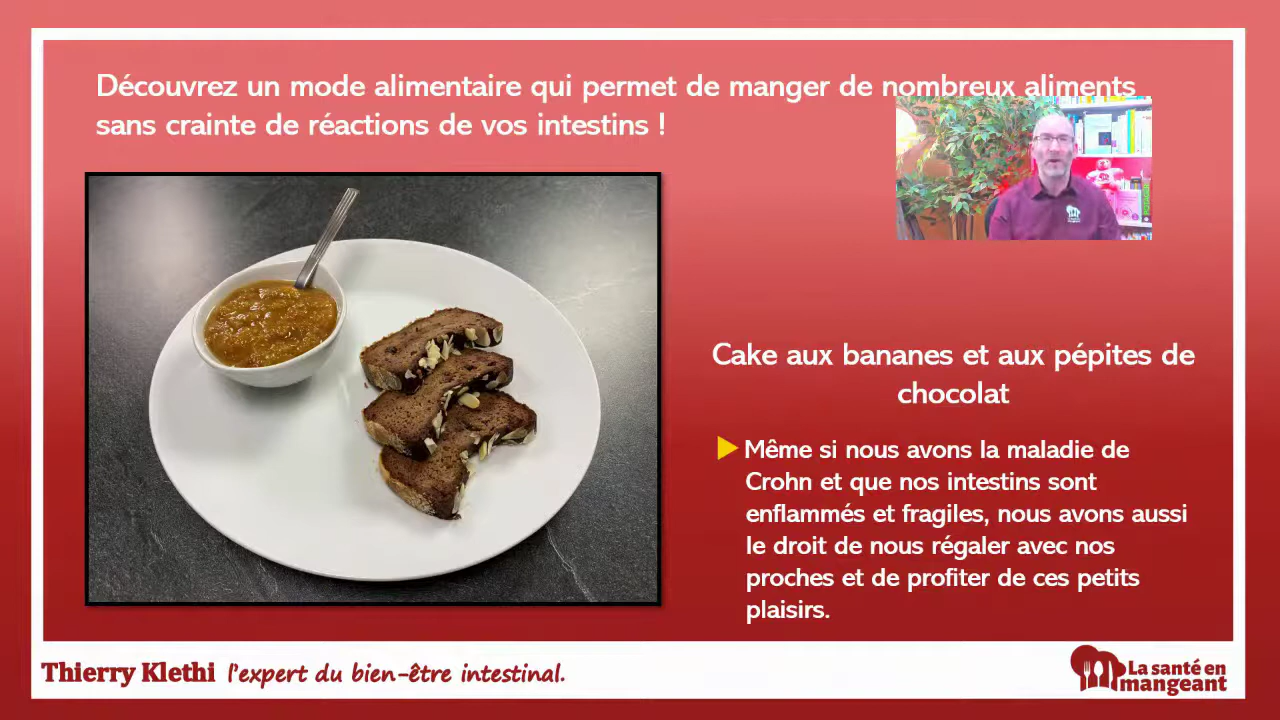 Découvrez un mode alimentaire qui permet de manger de nombreux aliments
sans crainte de réactions de vos intestins !
Cake aux bananes et aux pépites de
chocolat
Même si nous avons la maladie de
Crohn et que nos intestins sont
enflammés et fragiles, nous avons aussi
le droit de nous régaler avec nos
proches et de profiter de ces petits
plaisirs.
Thierry Klethi l'expert du bien-être intestinal.
La santé en
mangeant